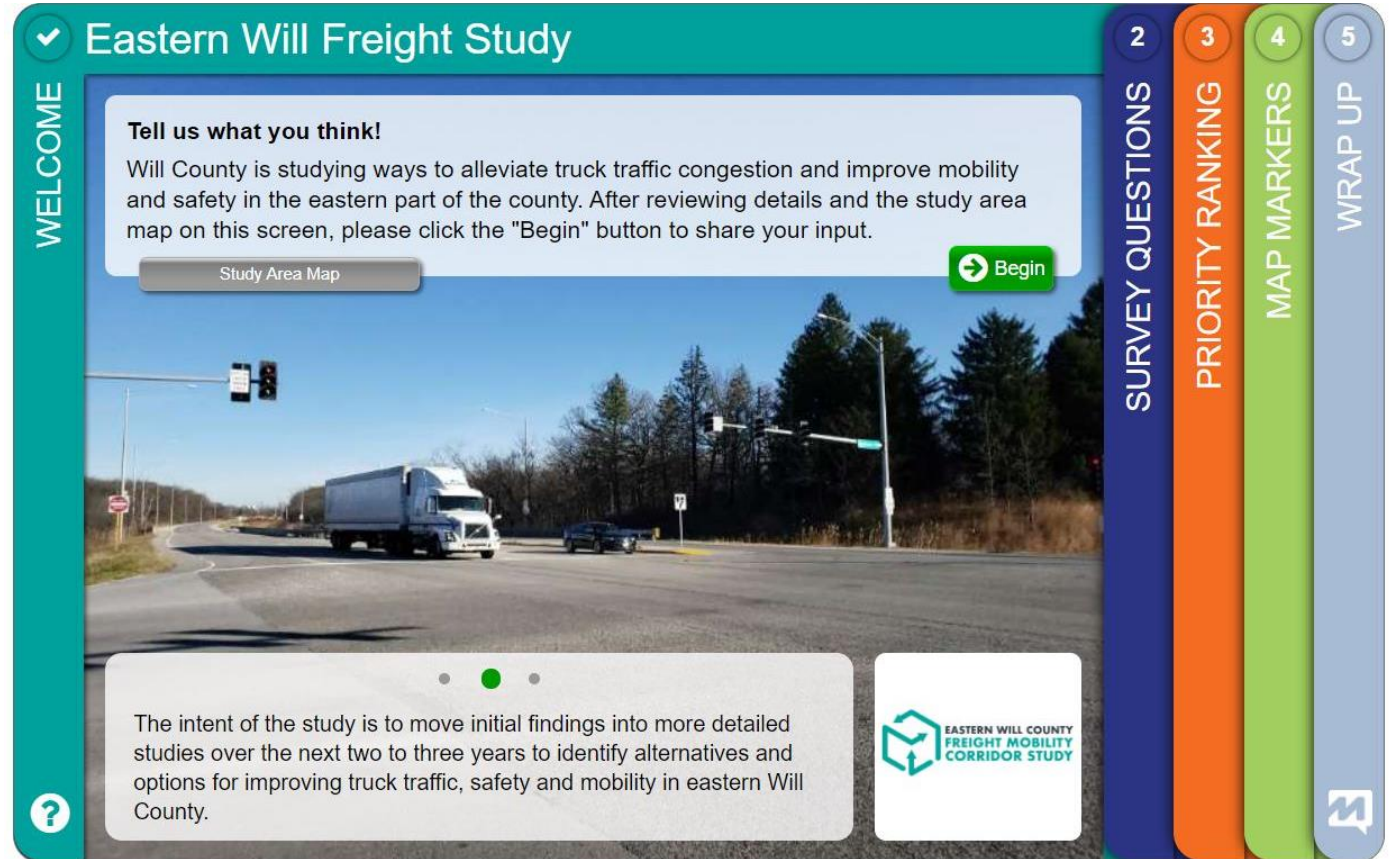 Eastern Will Freight Study
WELCOME
Tell us what you think!
Will County is studying ways to alleviate truck traffic congestion and improve mobility
and safety in the eastern part of the county. After reviewing details and the study area
map on this screen, please click the "Begin" button to share your input.
Study Area Map
Begin
The intent of the study is to move initial findings into more detailed
studies over the next two to three years to identify alternatives and
options for improving truck traffic, safety and mobility in eastern Will
County.
EASTERN WILL COUNTY
FREIGHT MOBILITY
CORRIDOR STUDY
?
2
SURVEY QUESTIONS
3
PRIORITY RANKING
4
MAP MARKERS
5
WRAP UP